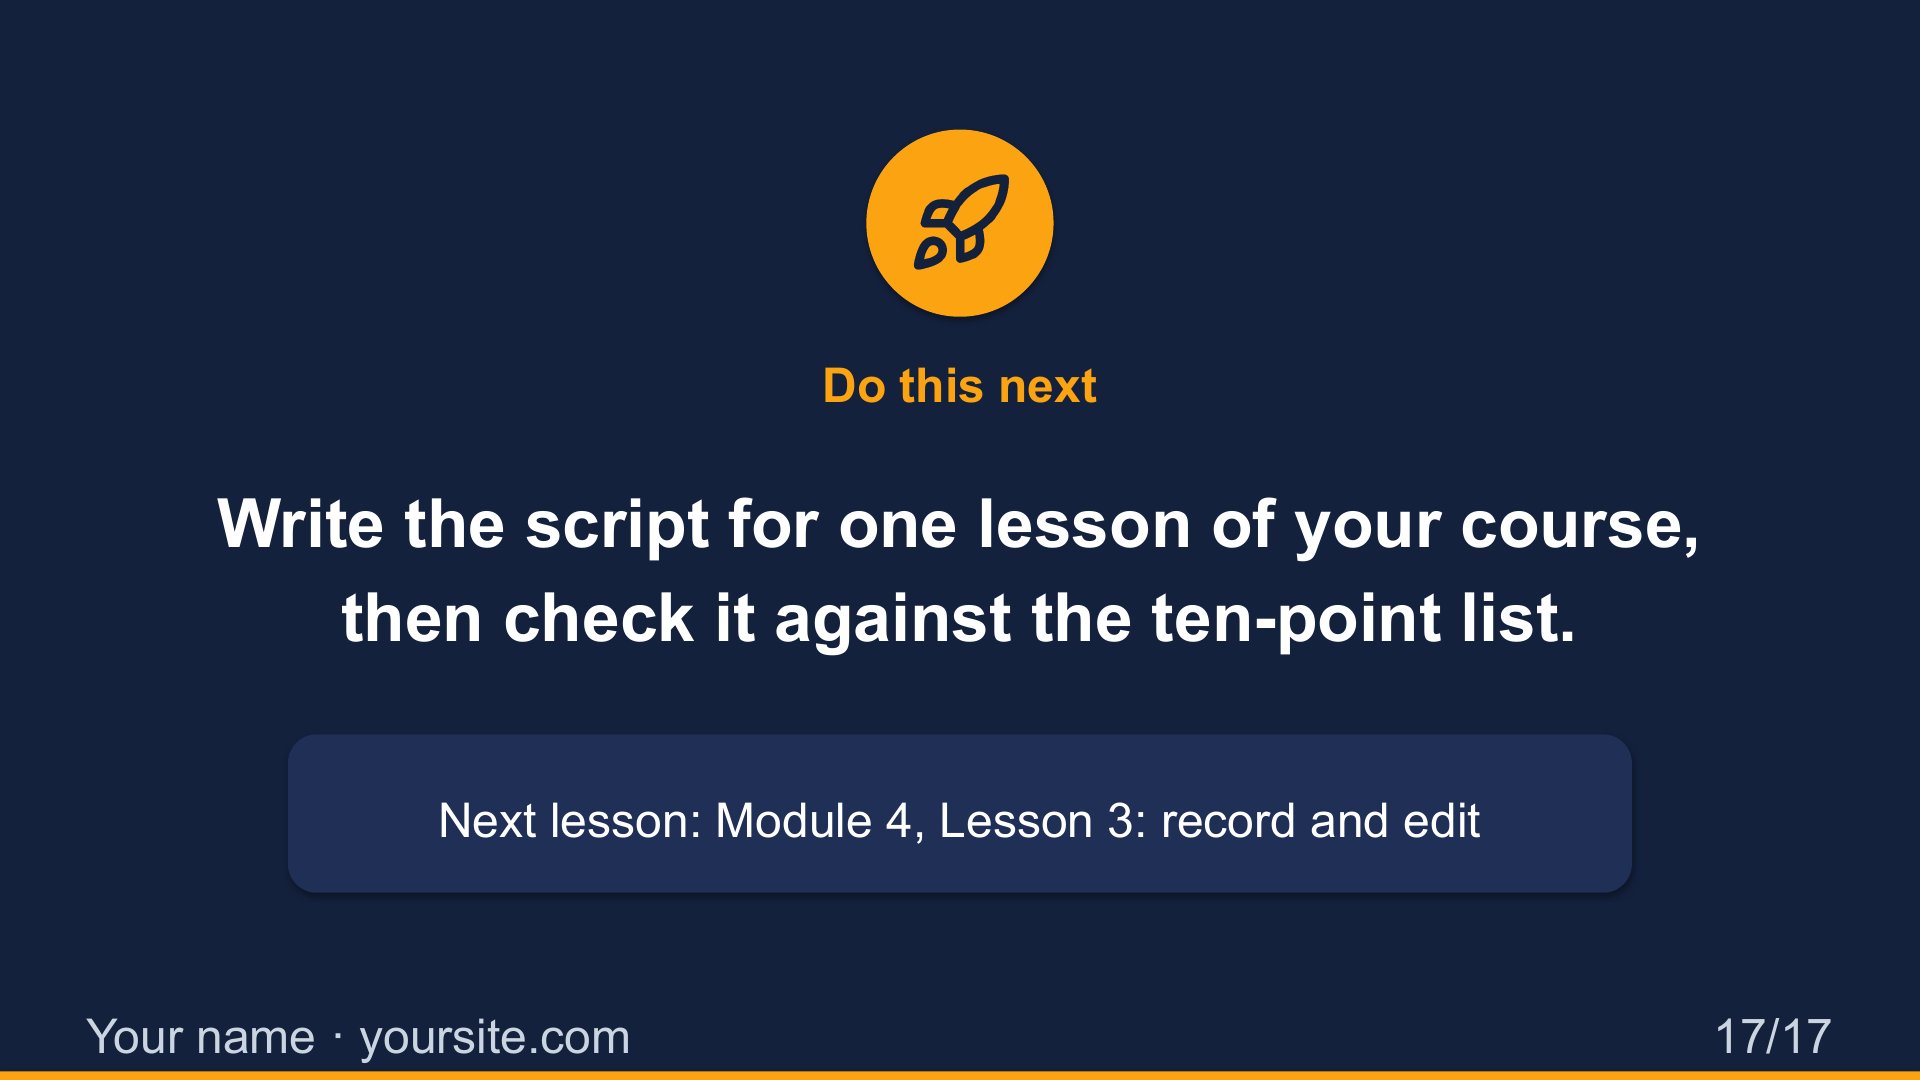 Do this next
Write the script for one lesson of your course,
then check it against the ten-point list.
Next lesson: Module 4, Lesson 3: record and edit
Your name · yoursite.com
17/17